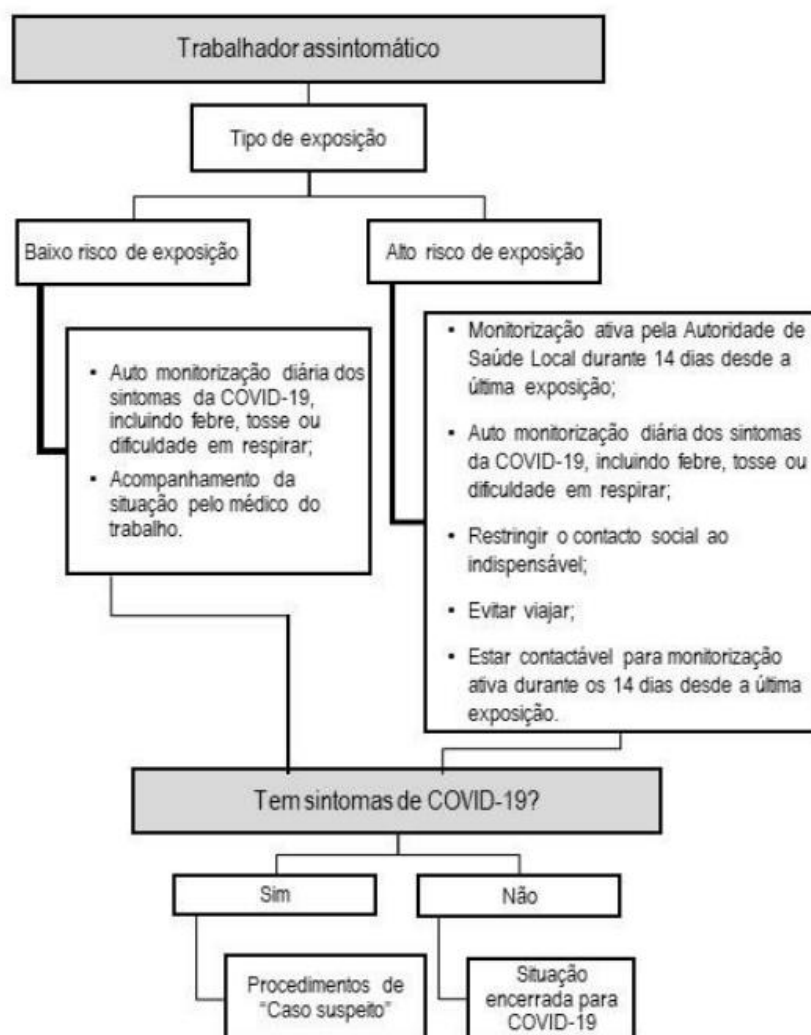 Trabalhador assintomático
Tipo de exposição
Baixo risco de exposição
Alto risco de exposição
• Auto monitorização diária dos
sintomas da COVID-19,
incluindo febre, tosse ou
dificuldade em respirar;
• Acompanhamento da
situação pelo médico do
trabalho.
• Monitorização ativa pela Autoridade de
Saúde Local durante 14 dias desde a
última exposição;
• Auto monitorização diária dos sintomas
da COVID-19, incluindo febre, tosse ou
dificuldade em respirar;
• Restringir o contacto social ao
indispensável;
• Evitar viajar;
• Estar contactável para monitorização
ativa durante os 14 dias desde a última
exposição.
Tem sintomas de COVID-19?
Sim
Não
Procedimentos de
“Caso suspeito”
Situação
encerrada para
COVID-19